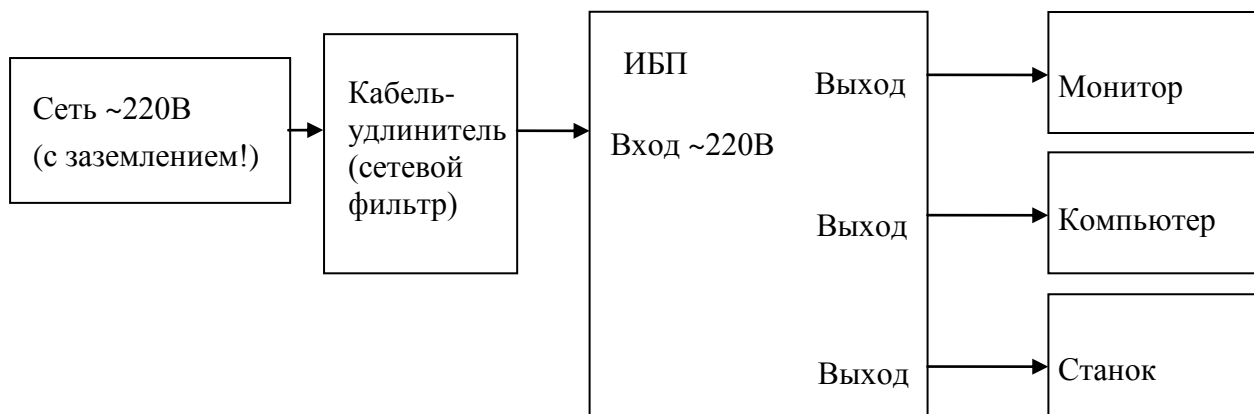 Сеть ~220В
(с заземлением!)
Кабель-
удлинитель
(сетевой
фильтр)
ИБП
Вход ~220В
Выход
Выход
Выход
Монитор
Компьютер
Станок